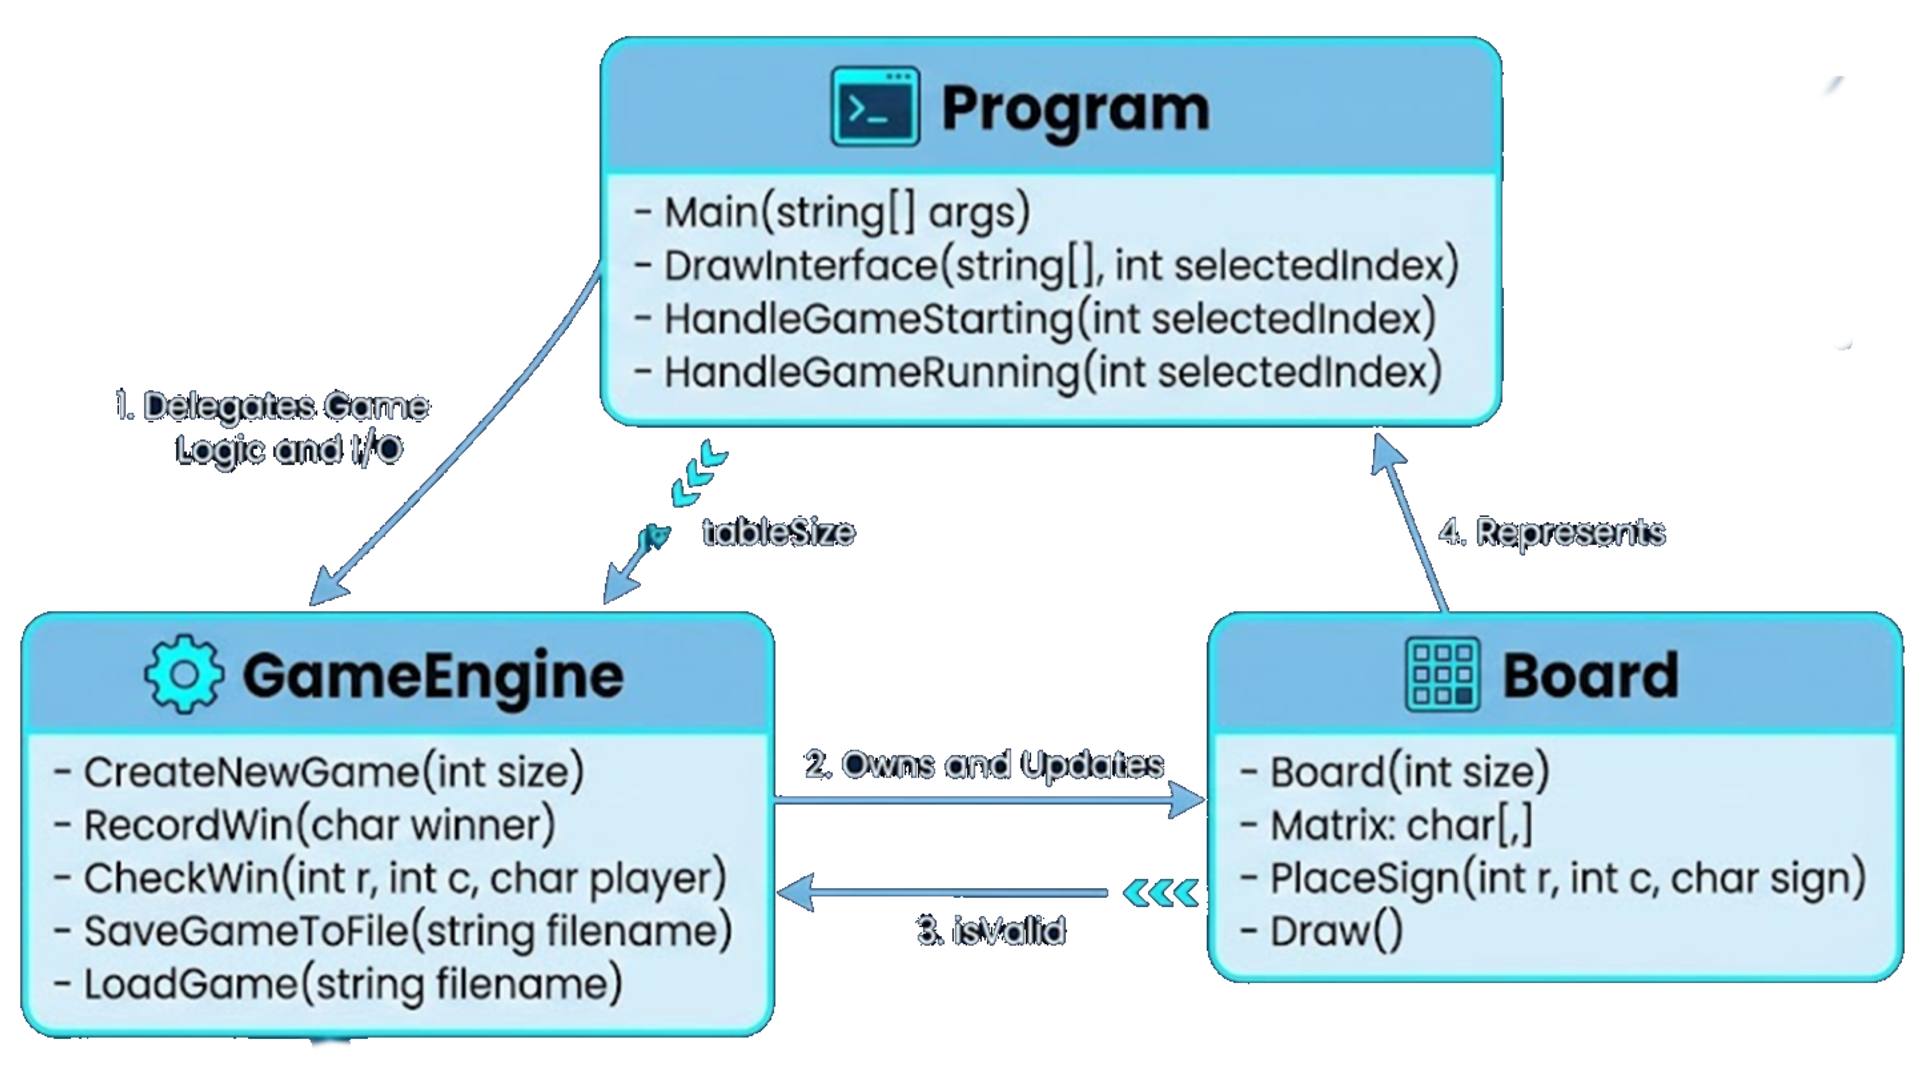 Program
- Main(string[] args)
- DrawInterface(string[], int selectedIndex)
- HandleGameStarting(int selectedIndex)
- HandleGameRunning(int selectedIndex)
1. Delegates Game
Logic and I/O
tableSize
4. Represents
GameEngine
- CreateNewGame(int size)
- RecordWin(char winner)
- CheckWin(int r, int c, char player)
- SaveGameToFile(string filename)
- LoadGame(string filename)
2. Owns and Updates
3. isValid
Board
- Board(int size)
- Matrix: char[,]
- PlaceSign(int r, int c, char sign)
- Draw()